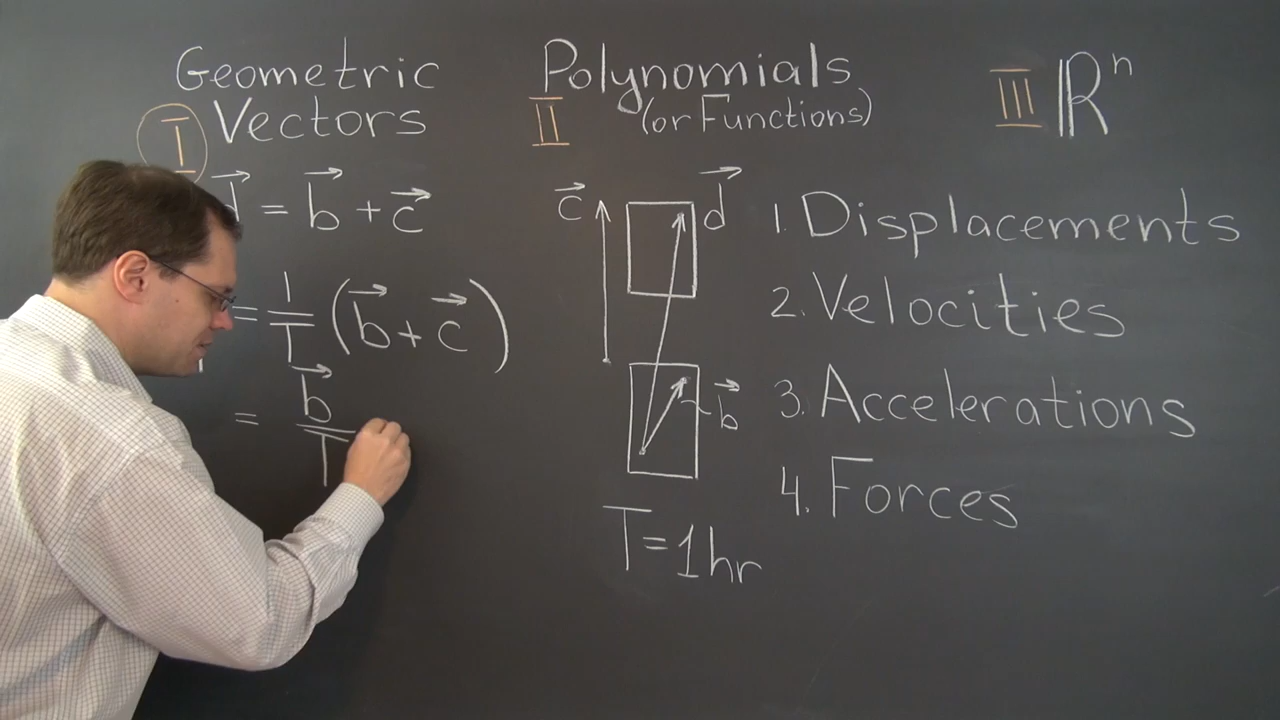 Geometric
Vectors
I
d = b + c
= 1/T (b + c)
= b/T
Polynomials
(or Functions)
II
III ℝⁿ
c
d
b
T = 1hr
1. Displacements
2. Velocities
3. Accelerations
4. Forces